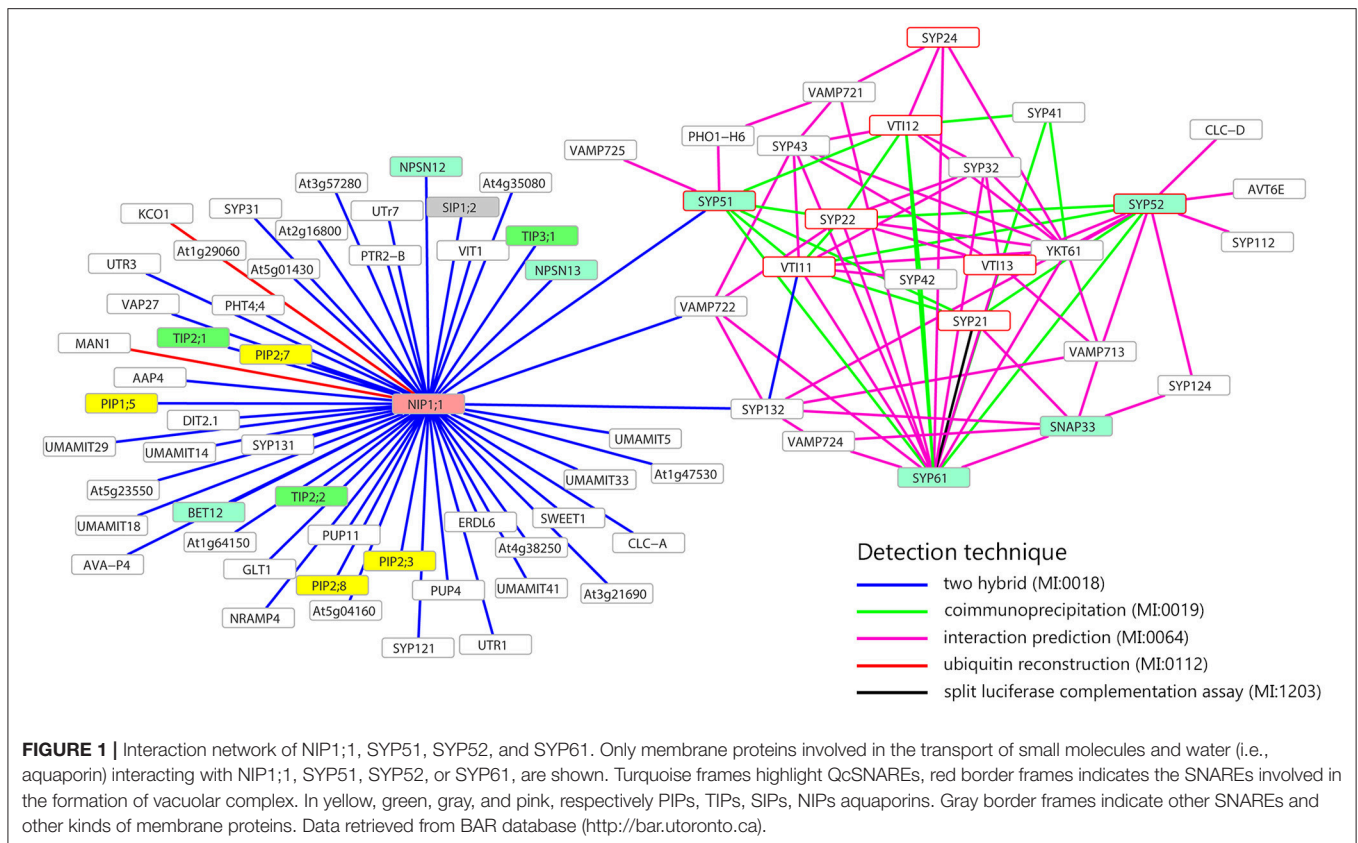 SYP24
VAMP721
VTI12
SYP41
CLC−D
PHO1−H6
SYP43
VAMP725
NPSN12
SYP32
At3g57280
At4g35080
AVT6E
KCO1
SYP31
UTr7
SIP1;2
SYP51
SYP52
At2g16800
SYP22
TIP3;1
SYP112
At1g29060
PTR2−B
VIT1
YKT61
UTR3
At5g01430
NPSN13
VTI11
VTI13
SYP42
VAP27
PHT4;4
VAMP722
SYP21
TIP2;1
MAN1
PIP2;7
VAMP713
AAP4
SYP124
PIP1;5
NIP1;1
SYP132
DIT2.1
SNAP33
UMAMIT29
UMAMIT14
SYP131
UMAMIT5
VAMP724
At5g23550
At1g47530
UMAMIT33
SYP61
TIP2;2
UMAMIT18
BET12
ERDL6
SWEET1
At1g64150
PUP11
At4g38250
CLC−A
AVA−P4
GLT1
PIP2;3
PIP2;8
PUP4
UMAMIT41
At3g21690
NRAMP4
At5g04160
SYP121
UTR1
Detection technique
two hybrid (MI:0018)
coimmunoprecipitation (MI:0019)
interaction prediction (MI:0064)
ubiquitin reconstruction (MI:0112)
split luciferase complementation assay (MI:1203)
FIGURE 1 | Interaction network of NIP1;1, SYP51, SYP52, and SYP61. Only membrane proteins involved in the transport of small molecules and water (i.e.,
aquaporin) interacting with NIP1;1, SYP51, SYP52, or SYP61, are shown. Turquoise frames highlight QcSNAREs, red border frames indicates the SNAREs involved in
the formation of vacuolar complex. In yellow, green, gray, and pink, respectively PIPs, TIPs, SIPs, NIPs aquaporins. Gray border frames indicate other SNAREs and
other kinds of membrane proteins. Data retrieved from BAR database (http://bar.utoronto.ca).